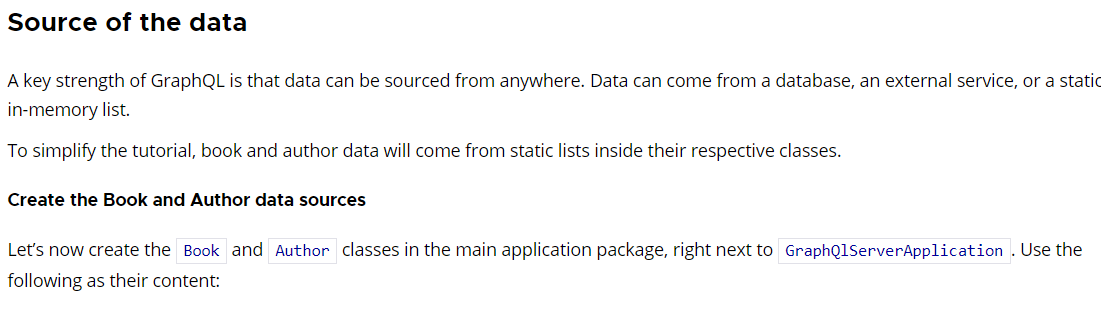 Source of the data
A key strength of GraphQL is that data can be sourced from anywhere. Data can come from a database, an external service, or a static
in-memory list.
To simplify the tutorial, book and author data will come from static lists inside their respective classes.
Create the Book and Author data sources
Let’s now create the Book and Author classes in the main application package, right next to GraphQlServerApplication. Use the
following as their content: